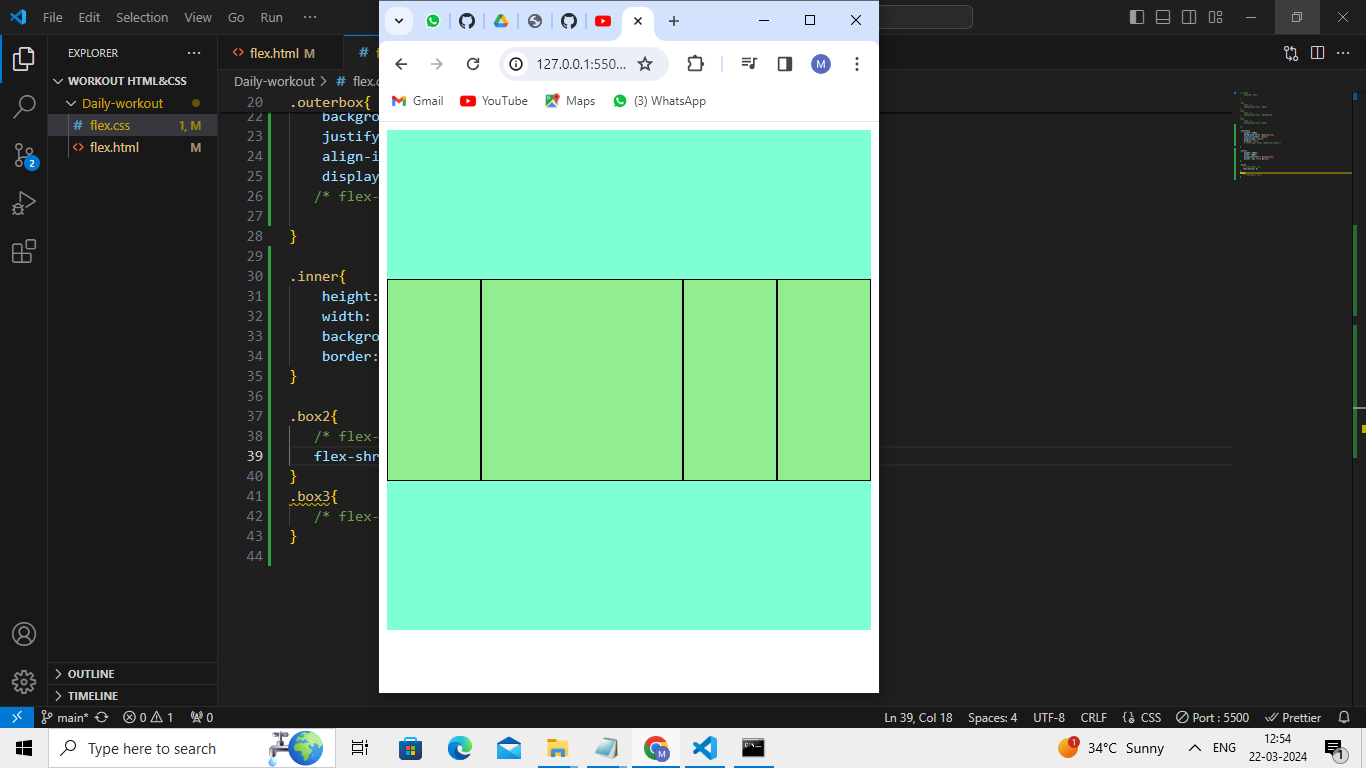 File Edit Selection View Go Run ···
EXPLORER ···
WORKOUT HTML&CSS
Daily-workout
# flex.css 1, M
<> flex.html M
OUTLINE
TIMELINE
<> flex.html M
#
Daily-workout > # flex.c
20 .outerbox{
22 backgro
23 justify
24 align-i
25 display
26 /* flex-
27
28 }
29
30 .inner{
31 height:
32 width:
33 backgro
34 border:
35 }
36
37 .box2{
38 /* flex-
39 flex-shr
40 }
41 .box3{
42 /* flex-
43 }
44
127.0.0.1:550...
M
Gmail YouTube Maps (3) WhatsApp
2
main* 0 1 0
Ln 39, Col 18 Spaces: 4 UTF-8 CRLF {} CSS Port : 5500 Prettier
Type here to search
M
1 34°C Sunny ENG
12:54
22-03-2024
1